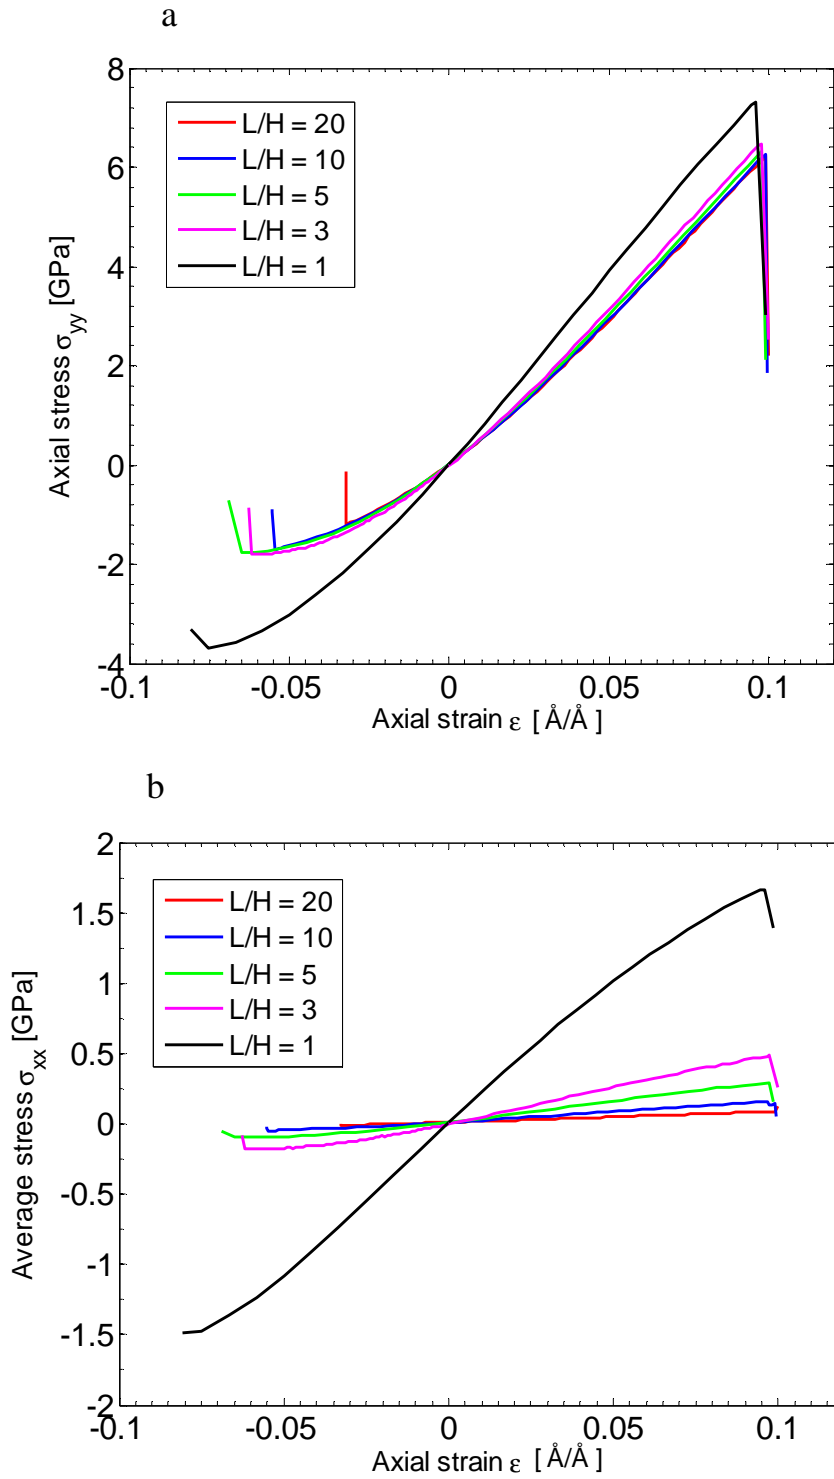 a
8
6
4
2
0
-2
-4
-0.1
-0.05
0
0.05
0.1
Axial stress σyy [GPa]
Axial strain ε [ Å/Å ]
L/H = 20
L/H = 10
L/H = 5
L/H = 3
L/H = 1
b
2
1.5
1
0.5
0
-0.5
-1
-1.5
-2
-0.1
-0.05
0
0.05
0.1
Average stress σxx [GPa]
Axial strain ε [ Å/Å ]
L/H = 20
L/H = 10
L/H = 5
L/H = 3
L/H = 1